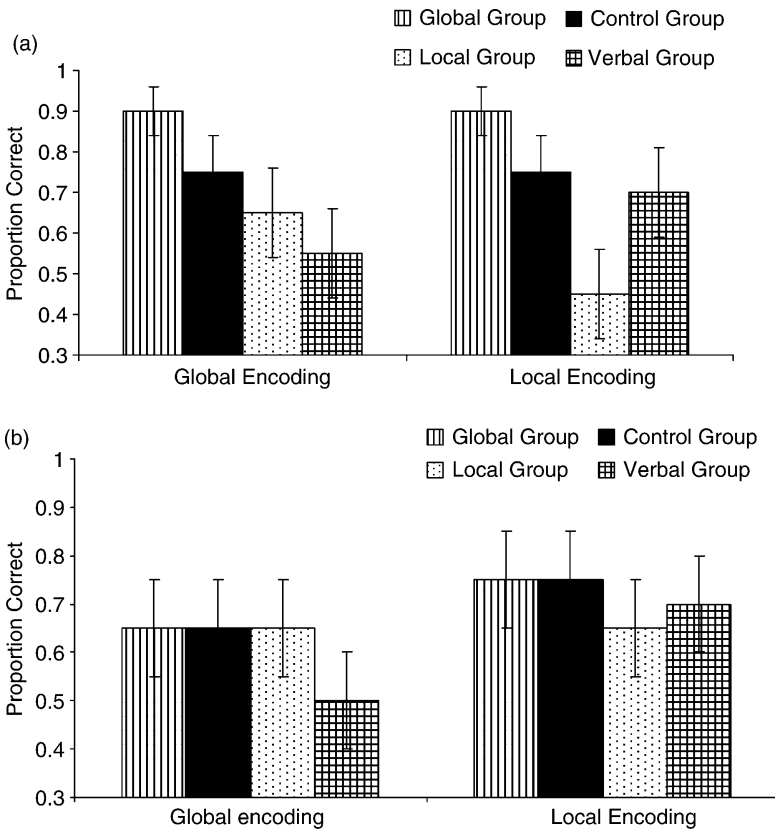 (a)
Global Group Control Group
Local Group Verbal Group
1
0.9
0.8
0.7
0.6
0.5
0.4
0.3
Proportion Correct
Global Encoding Local Encoding
(b)
Global Group Control Group
Local Group Verbal Group
1
0.9
0.8
0.7
0.6
0.5
0.4
0.3
Proportion Correct
Global encoding Local Encoding